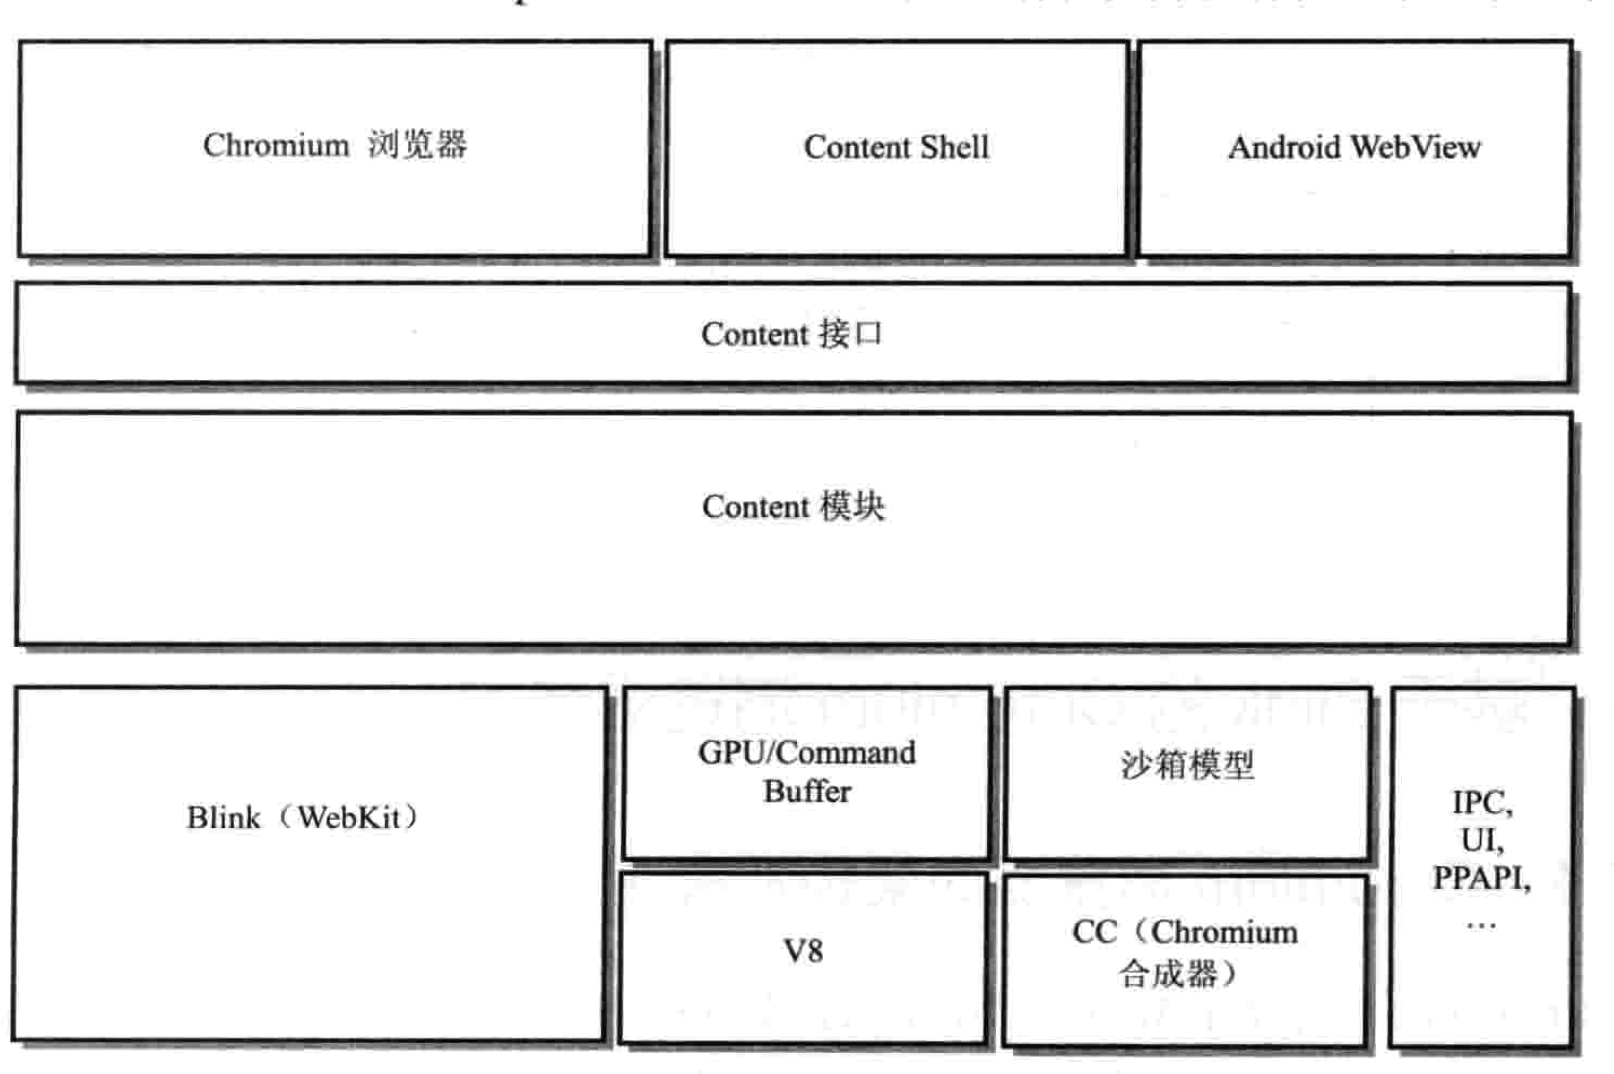 Chromium 浏览器
Content Shell
Android WebView
Content 接口
Content 模块
Blink（WebKit）
GPU/Command
Buffer
沙箱模型
V8
CC（Chromium
合成器）
IPC,
UI,
PPAPI,
…